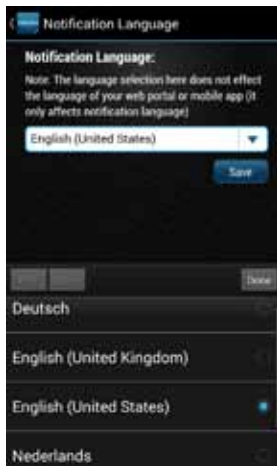 Notification Language
Notification Language:
Note: The language selection here does not effect
the language of your web portal or mobile app (it
only affects notification language)
English (United States)
Save
Done
Deutsch
English (United Kingdom)
English (United States)
Nederlands